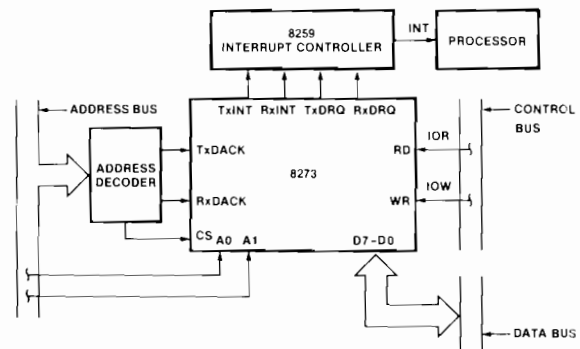 8259
INTERRUPT CONTROLLER
INT
PROCESSOR
ADDRESS BUS
TxINT RxINT TxDRQ RxDRQ
CONTROL
BUS
ADDRESS
DECODER
TxDACK
8273
RD
IOR
RxDACK
WR
IOW
CS
A0 A1
D7-D0
DATA BUS